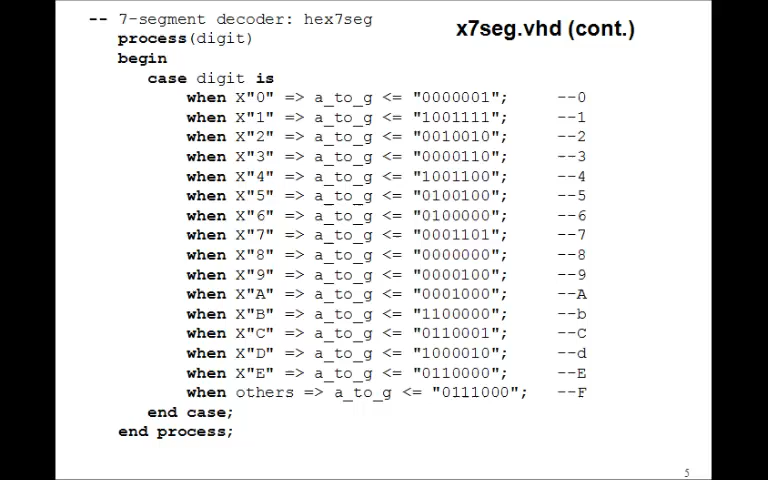 -- 7-segment decoder: hex7seg
x7seg.vhd (cont.)
process(digit)
begin
case digit is
when X"0" => a_to_g <= "0000001"; --0
when X"1" => a_to_g <= "1001111"; --1
when X"2" => a_to_g <= "0010010"; --2
when X"3" => a_to_g <= "0000110"; --3
when X"4" => a_to_g <= "1001100"; --4
when X"5" => a_to_g <= "0100100"; --5
when X"6" => a_to_g <= "0100000"; --6
when X"7" => a_to_g <= "0001101"; --7
when X"8" => a_to_g <= "0000000"; --8
when X"9" => a_to_g <= "0000100"; --9
when X"A" => a_to_g <= "0001000"; --A
when X"B" => a_to_g <= "1100000"; --b
when X"C" => a_to_g <= "0110001"; --C
when X"D" => a_to_g <= "1000010"; --d
when X"E" => a_to_g <= "0110000"; --E
when others => a_to_g <= "0111000"; --F
end case;
end process;
5